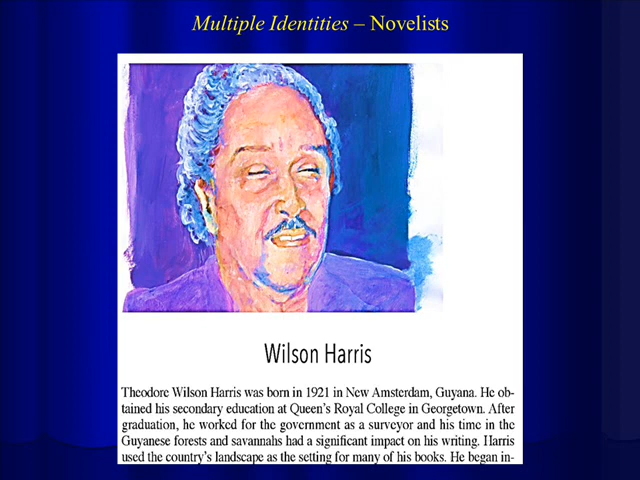 Multiple Identities – Novelists
Wilson Harris
Theodore Wilson Harris was born in 1921 in New Amsterdam, Guyana. He ob-
tained his secondary education at Queen's Royal College in Georgetown. After
graduation, he worked for the government as a surveyor and his time in the
Guyanese forests and savannahs had a significant impact on his writing. Harris
used the country's landscape as the setting for many of his books. He began in-